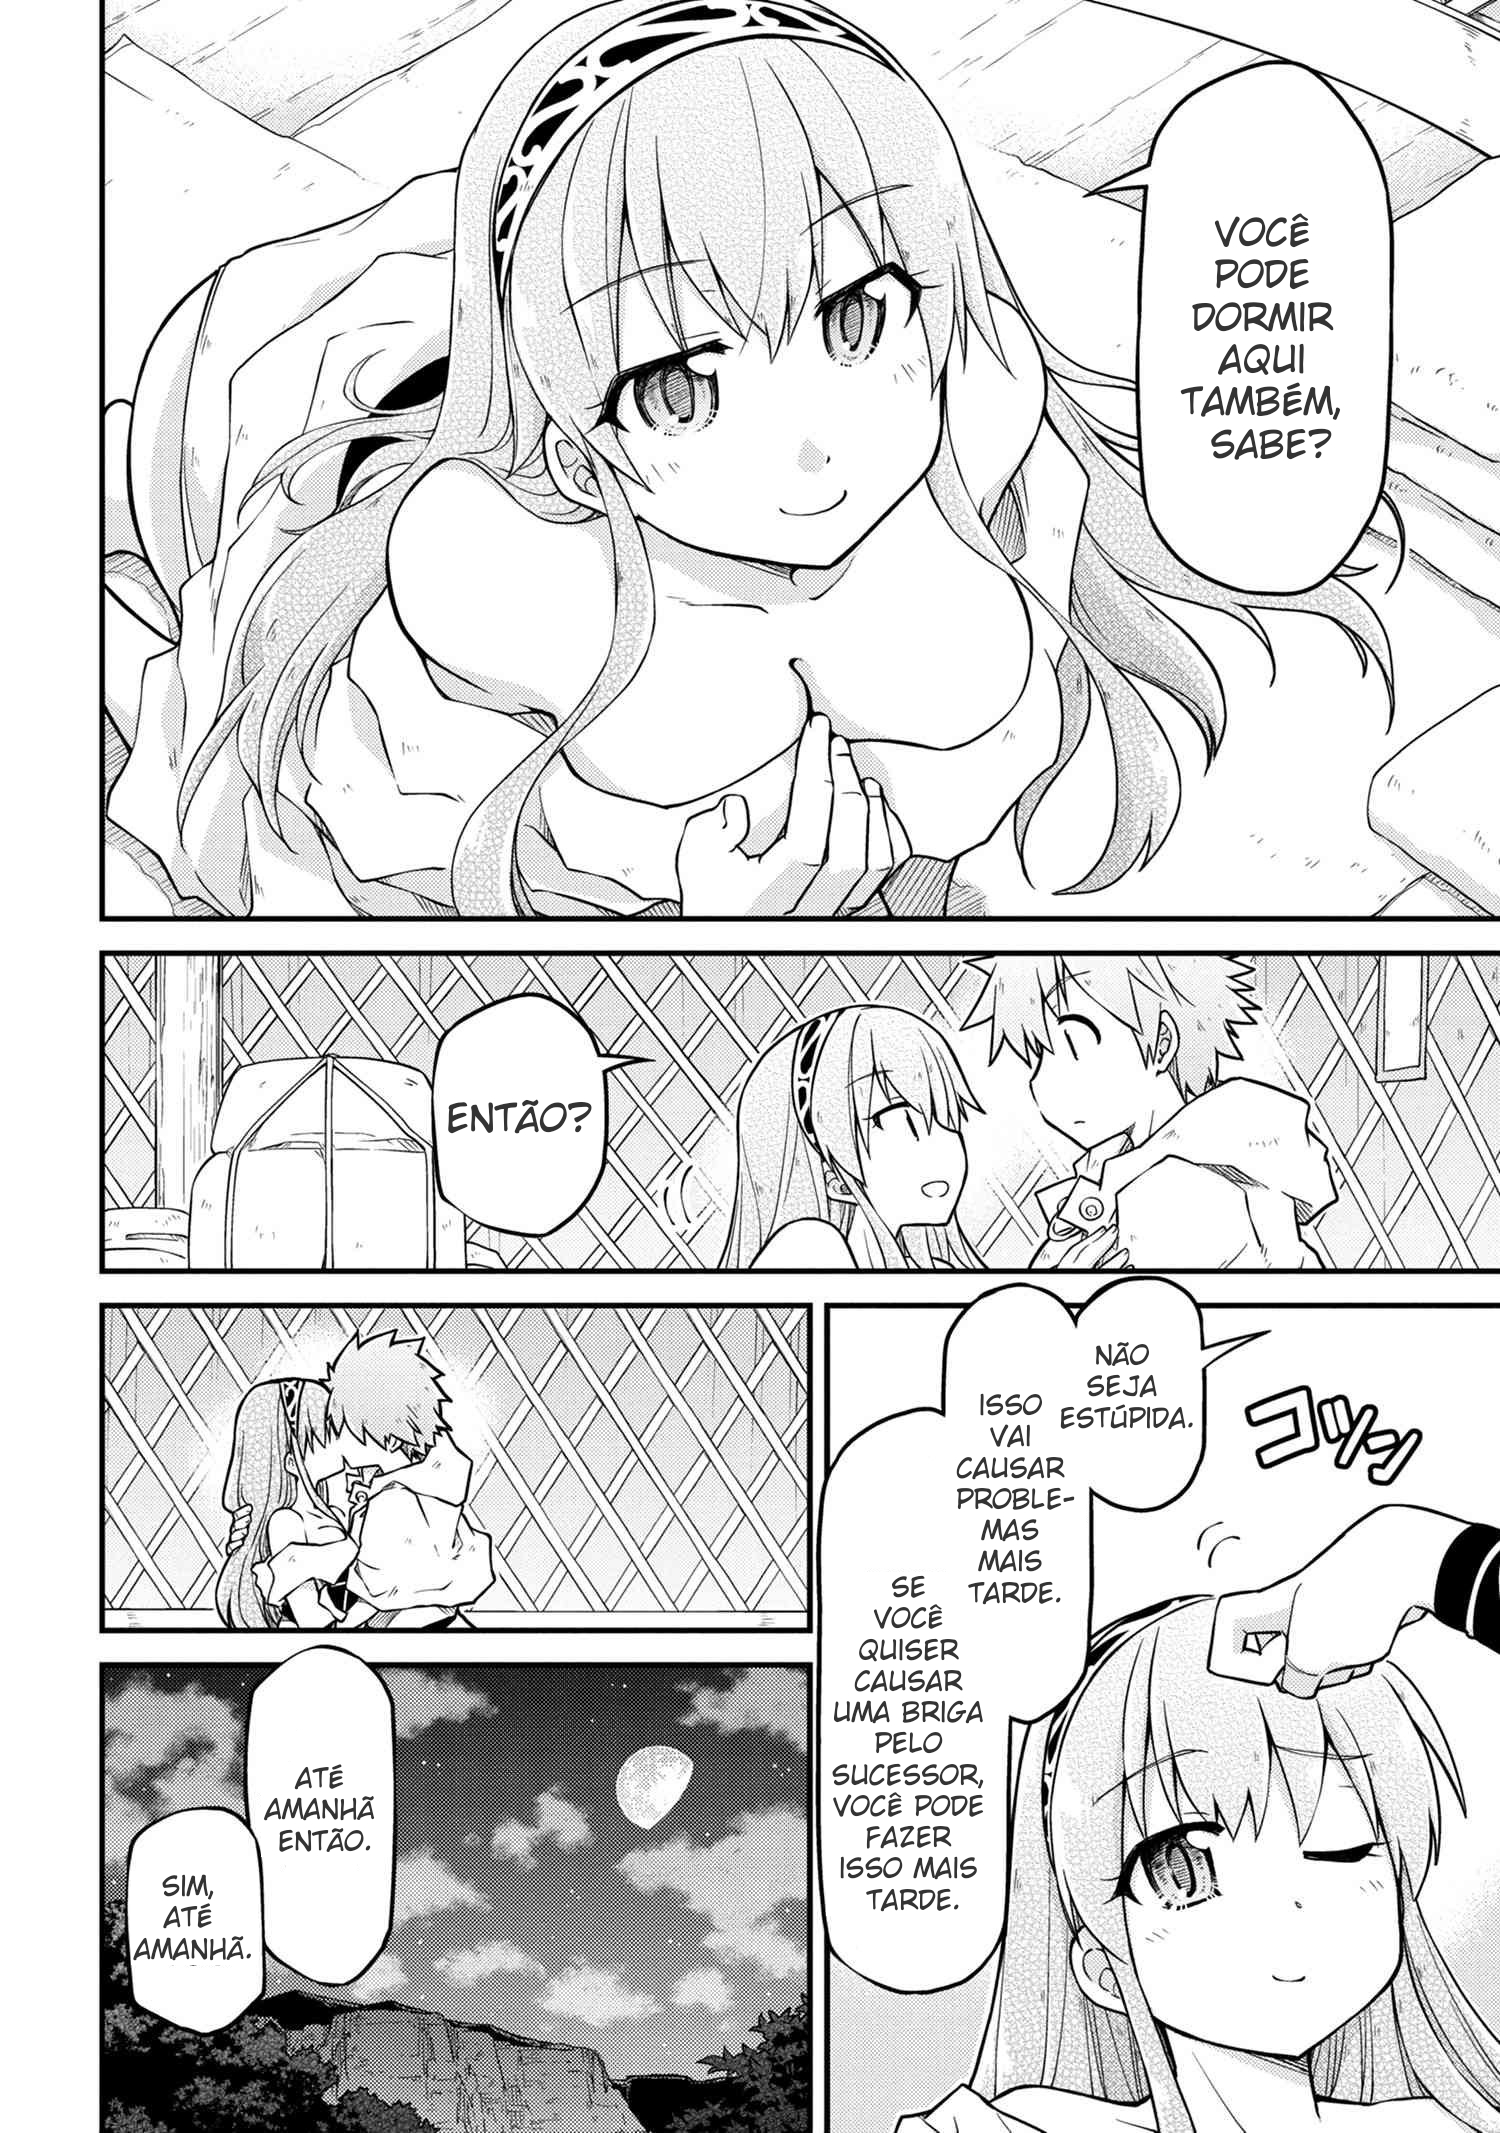 VOCÊ
PODE
DORMIR
AQUI
TAMBÉM,
SABE?
ENTÃO?
NÃO
SEJA
ESTÚPIDA.
ISSO
VAI
CAUSAR
PROBLE-
MAS
MAIS
TARDE.
SE
VOCÊ
QUISER
CAUSAR
UMA BRIGA
PELO
SUCESSOR,
VOCÊ PODE
FAZER
ISSO MAIS
TARDE.
コツン
ATÉ
AMANHÃ
ENTÃO.
SIM,
ATÉ
AMANHÃ.